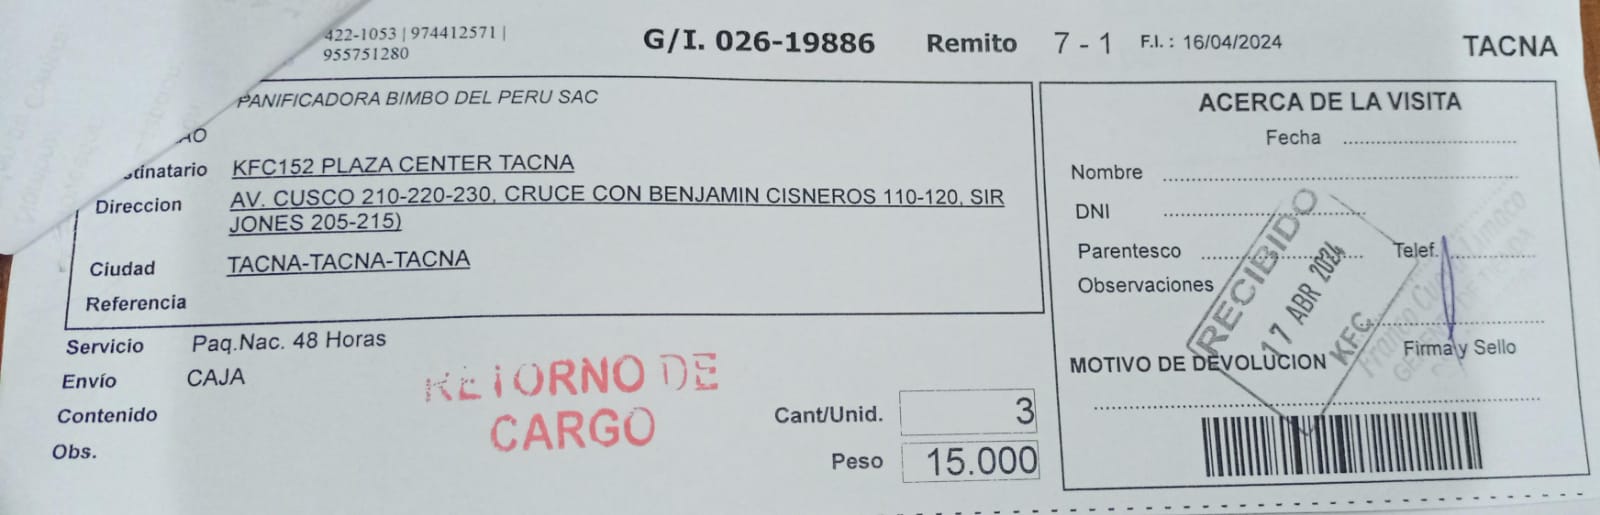 422-1053 | 974412571 |
955751280
G/I. 026-19886 Remito 7 - 1 F.I. : 16/04/2024 TACNA
PANIFICADORA BIMBO DEL PERU SAC
KFC152 PLAZA CENTER TACNA
Direccion AV. CUSCO 210-220-230, CRUCE CON BENJAMIN CISNEROS 110-120, SIR
JONES 205-215)
Ciudad TACNA-TACNA-TACNA
Referencia
Servicio Paq.Nac. 48 Horas
Envío CAJA
Contenido
Obs.
RETORNO DE
CARGO
Cant/Unid. 3
Peso 15.000
ACERCA DE LA VISITA
Fecha
Nombre
DNI
Parentesco Telef.
Observaciones
RECIBIDO
17 ABR 2024
KFC
Firma y Sello
MOTIVO DE DEVOLUCION